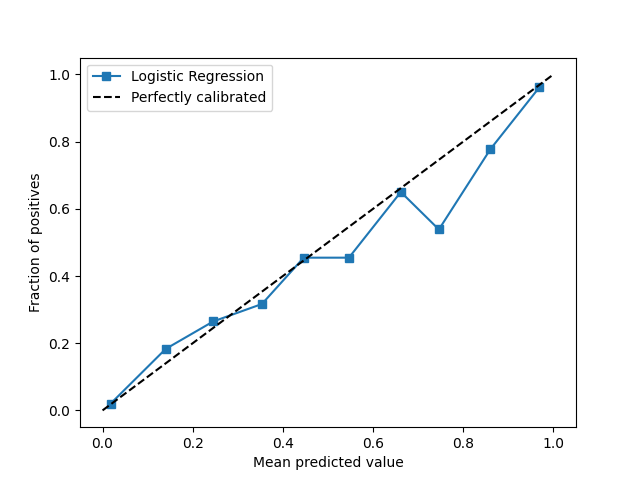 Logistic Regression
Perfectly calibrated
1.0
0.8
0.6
0.4
0.2
0.0
Fraction of positives
0.0 0.2 0.4 0.6 0.8 1.0
Mean predicted value